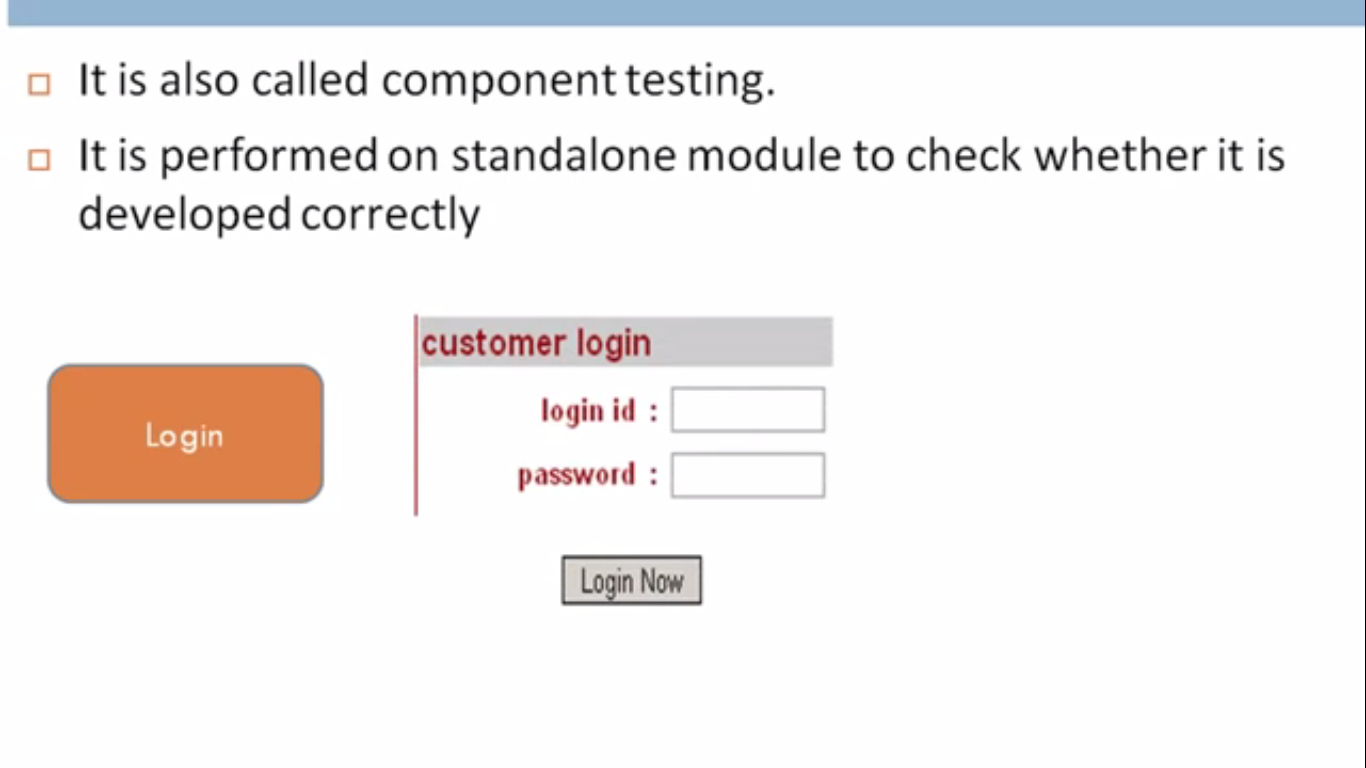 It is also called component testing.
It is performed on standalone module to check whether it is
developed correctly
Login
customer login
login id :
password :
Login Now